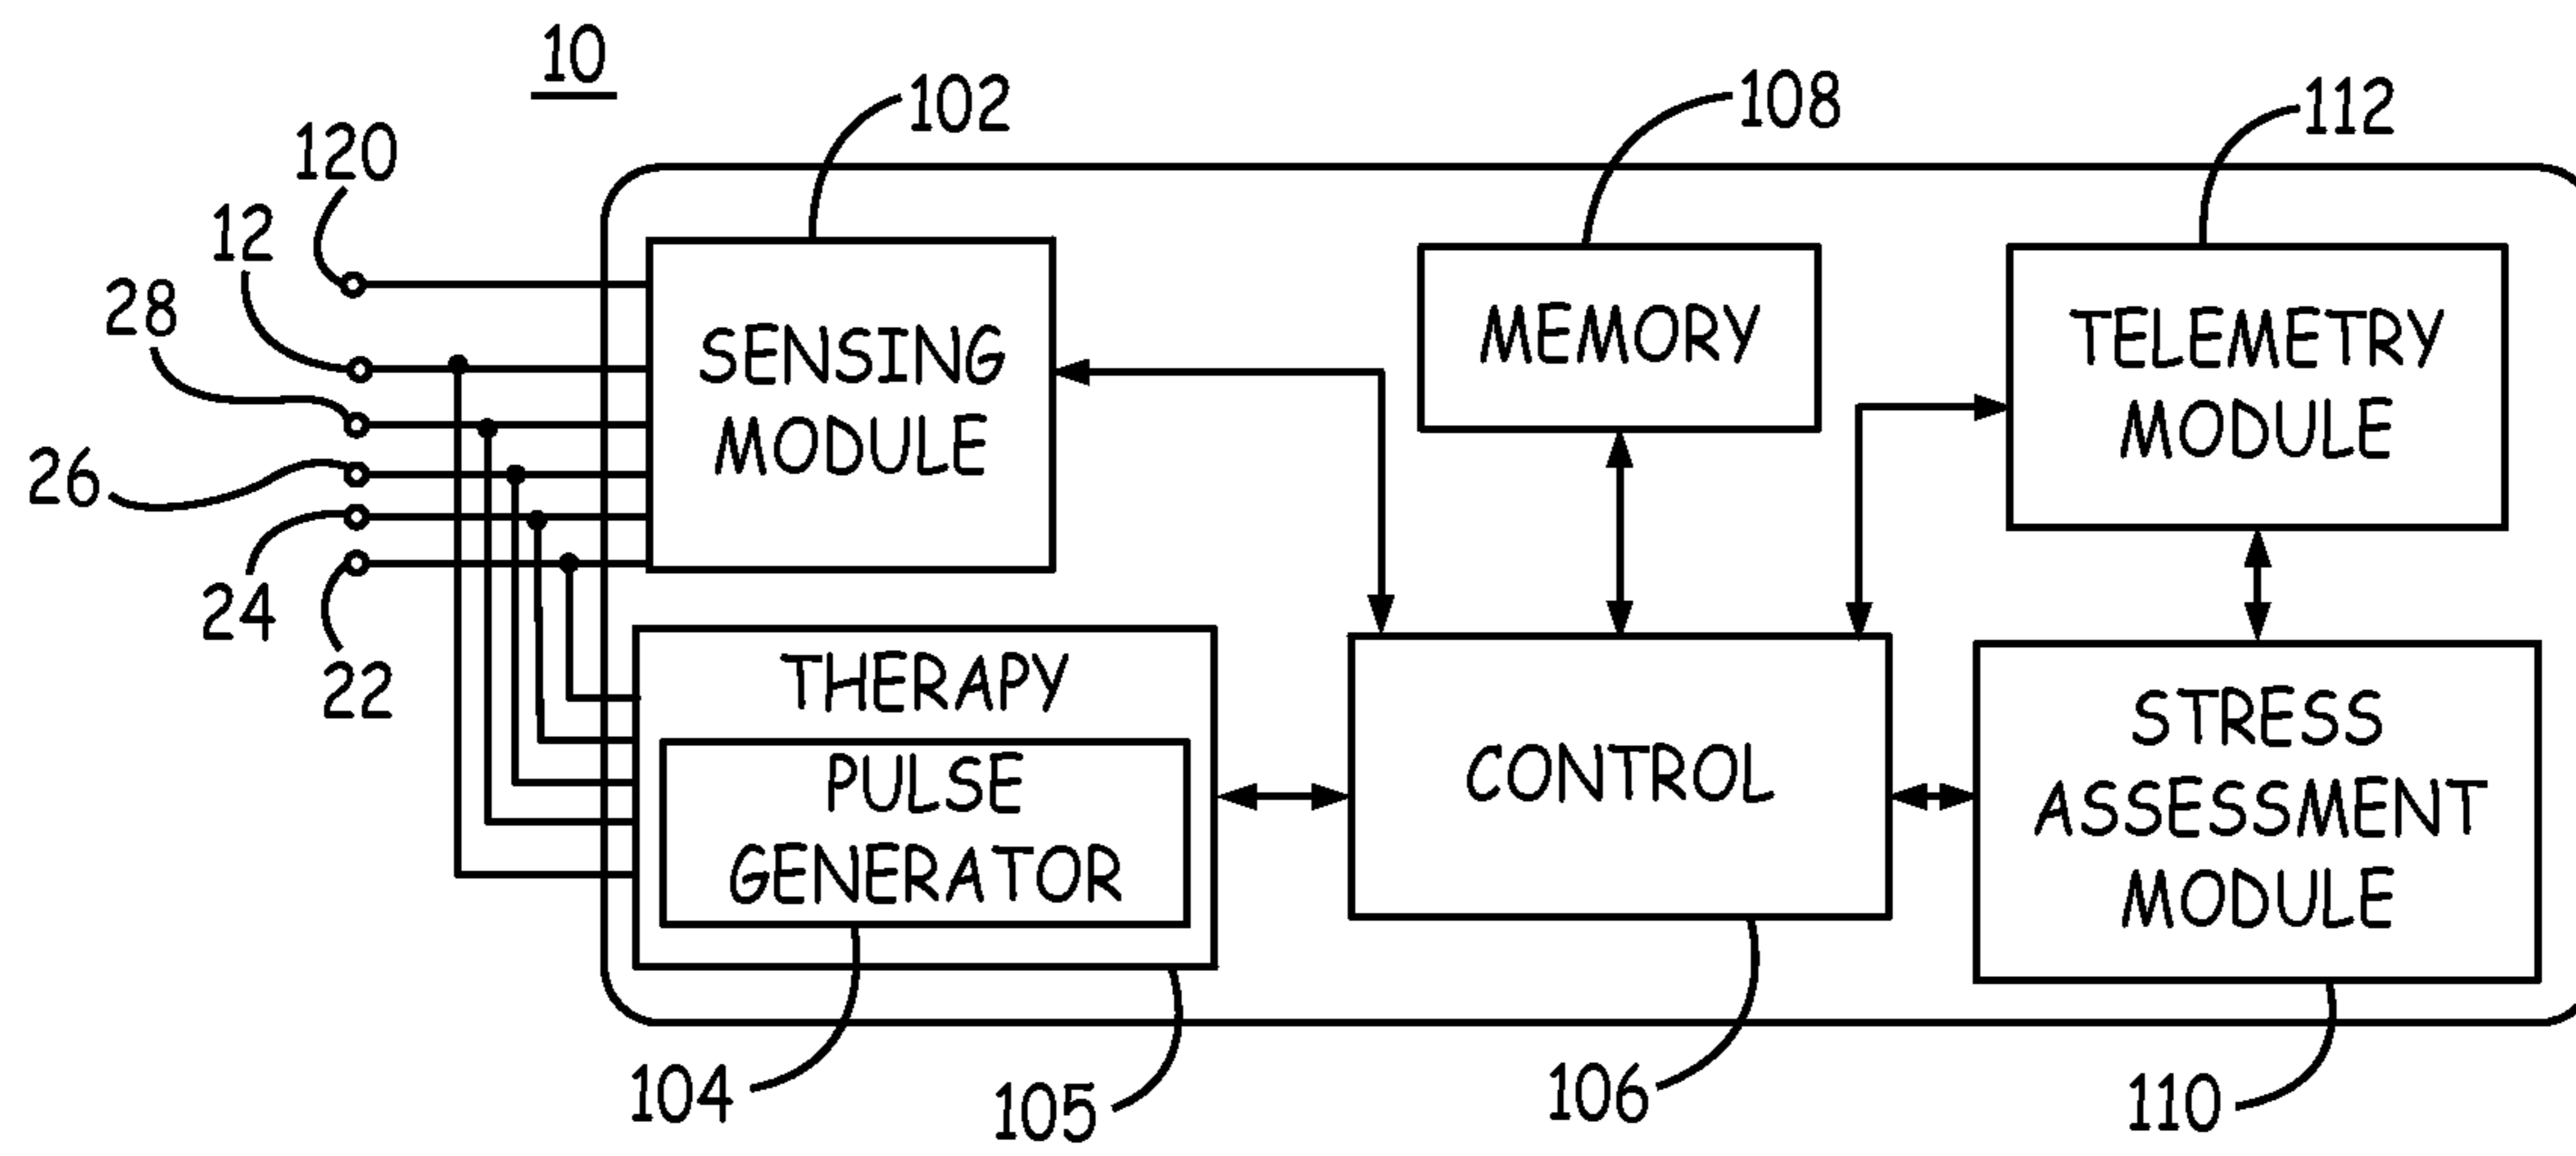 10
102
108
112
120
12
28
26
24
22
SENSING
MODULE
MEMORY
TELEMETRY
MODULE
THERAPY
PULSE
GENERATOR
CONTROL
STRESS
ASSESSMENT
MODULE
104
105
106
110